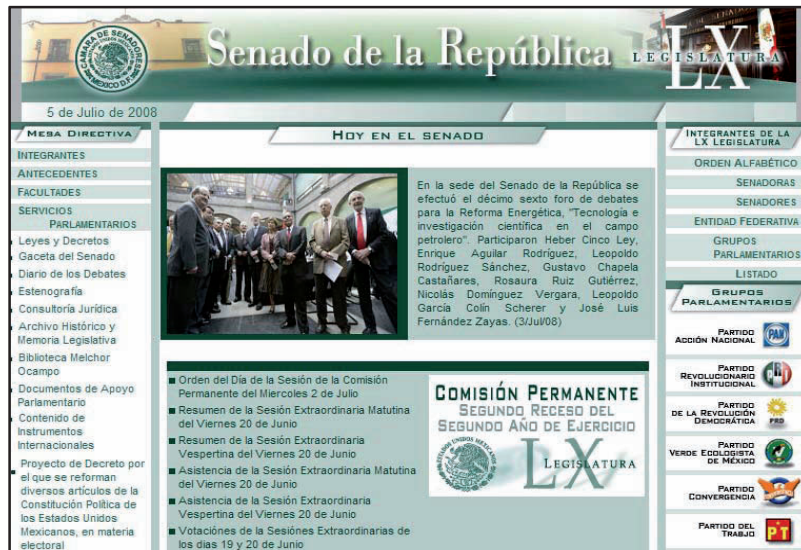 Senado de la República
LEGISLATURA
LX
CÁMARA DE SENADORES
ESTADOS UNIDOS MEXICANOS
MEXICO D.F.
5 de Julio de 2008
MESA DIRECTIVA
INTEGRANTES
ANTECEDENTES
FACULTADES
SERVICIOS
PARLAMENTARIOS
Leyes y Decretos
Gaceta del Senado
Diario de los Debates
Estenografía
Consultoría Jurídica
Archivo Histórico y
Memoria Legislativa
Biblioteca Melchor
Ocampo
Documentos de Apoyo
Parlamentario
Contenido de
Instrumentos
Internacionales
Proyecto de Decreto por
el que se reforman
diversos artículos de la
Constitución Política de
los Estados Unidos
Mexicanos, en materia
electoral
HOY EN EL SENADO
En la sede del Senado de la República se
efectuó el décimo sexto foro de debates
para la Reforma Energética, "Tecnología e
investigación científica en el campo
petrolero". Participaron Heber Cinco Ley,
Enrique Aguilar Rodríguez, Leopoldo
Rodríguez Sánchez, Gustavo Chapela
Castañares, Rosaura Ruiz Gutiérrez,
Nicolás Domínguez Vergara, Leopoldo
García Colín Scherer y José Luis
Fernández Zayas. (3/Jul/08)
Orden del Día de la Sesión de la Comisión
Permanente del Miercoles 2 de Julio
Resumen de la Sesión Extraordinaria Matutina
del Viernes 20 de Junio
Resumen de la Sesión Extraordinaria
Vespertina del Viernes 20 de Junio
Asistencia de la Sesión Extraordinaria Matutina
del Viernes 20 de Junio
Asistencia de la Sesión Extraordinaria
Vespertina del Viernes 20 de Junio
Votaciónes de la Sesiónes Extraordinarias de
los dias 19 y 20 de Junio
COMISIÓN PERMANENTE
SEGUNDO RECESO DEL
SEGUNDO AÑO DE EJERCICIO
ESTADOS UNIDOS MEXICANOS
LEGISLATURA
LX
INTEGRANTES DE LA
LX LEGISLATURA
ORDEN ALFABÉTICO
SENADORAS
SENADORES
ENTIDAD FEDERATIVA
GRUPOS
PARLAMENTARIOS
LISTADO
GRUPOS
PARLAMENTARIOS
PARTIDO
ACCIÓN NACIONAL
PAN
PARTIDO
REVOLUCIONARIO
INSTITUCIONAL
PRI
PARTIDO
DE LA REVOLUCIÓN
DEMOCRÁTICA
PRD
PARTIDO
VERDE ECOLOGISTA
DE MÉXICO
PARTIDO
CONVERGENCIA
PARTIDO DEL
TRABAJO
PT